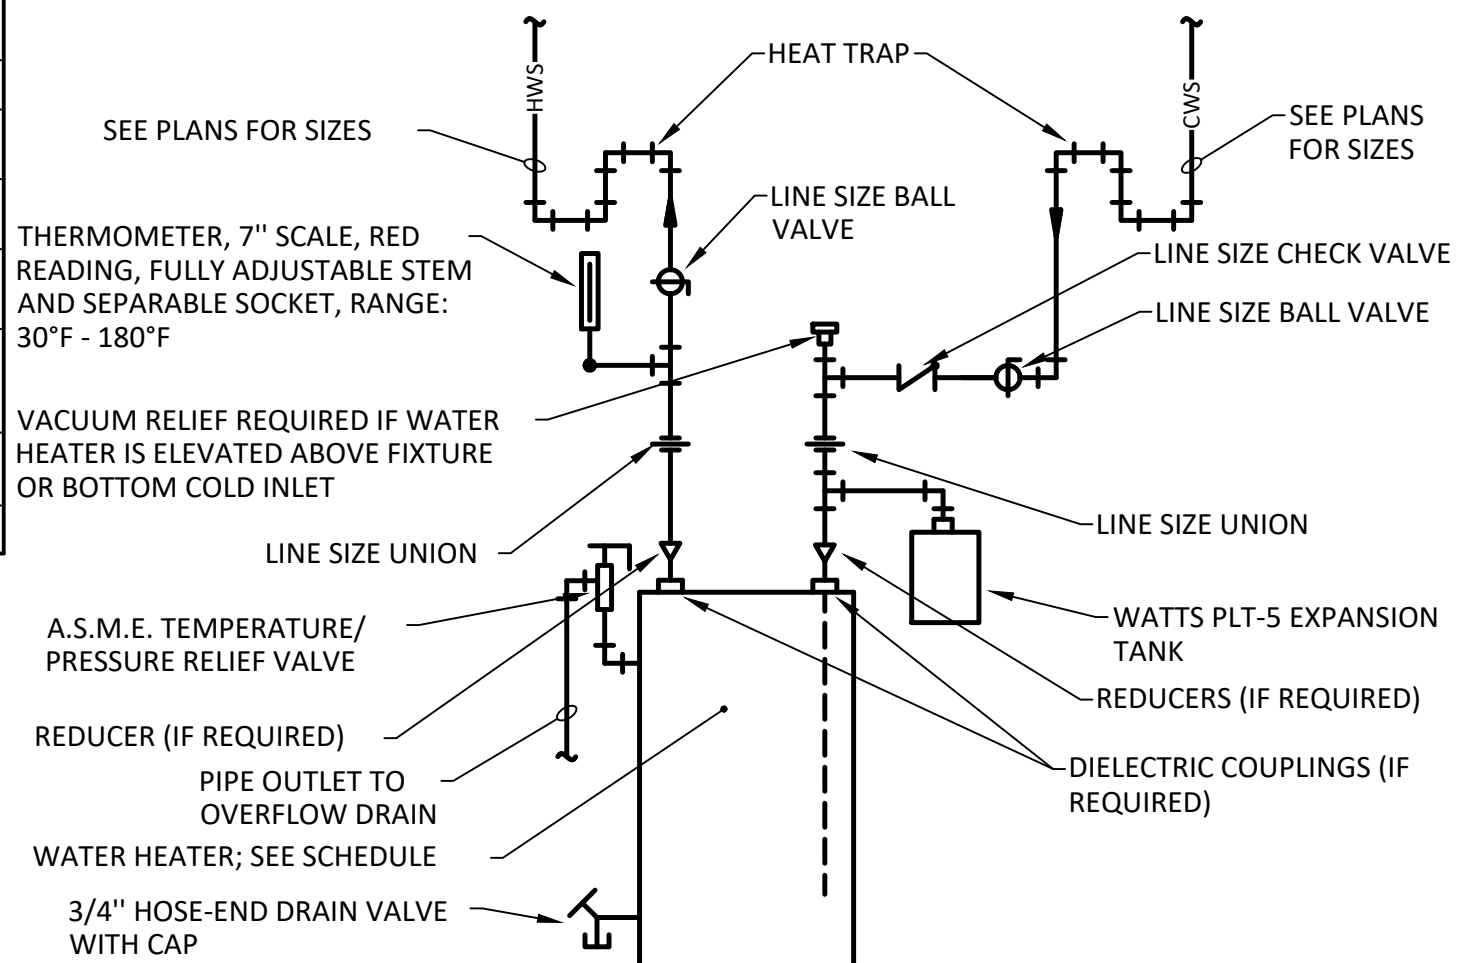 HWS
HEAT TRAP
CWS
SEE PLANS FOR SIZES
SEE PLANS
FOR SIZES
LINE SIZE BALL
VALVE
THERMOMETER, 7'' SCALE, RED
READING, FULLY ADJUSTABLE STEM
AND SEPARABLE SOCKET, RANGE:
30°F - 180°F
LINE SIZE CHECK VALVE
LINE SIZE BALL VALVE
VACUUM RELIEF REQUIRED IF WATER
HEATER IS ELEVATED ABOVE FIXTURE
OR BOTTOM COLD INLET
LINE SIZE UNION
LINE SIZE UNION
A.S.M.E. TEMPERATURE/
PRESSURE RELIEF VALVE
WATTS PLT-5 EXPANSION
TANK
REDUCERS (IF REQUIRED)
REDUCER (IF REQUIRED)
PIPE OUTLET TO
OVERFLOW DRAIN
DIELECTRIC COUPLINGS (IF
REQUIRED)
WATER HEATER; SEE SCHEDULE
3/4'' HOSE-END DRAIN VALVE
WITH CAP